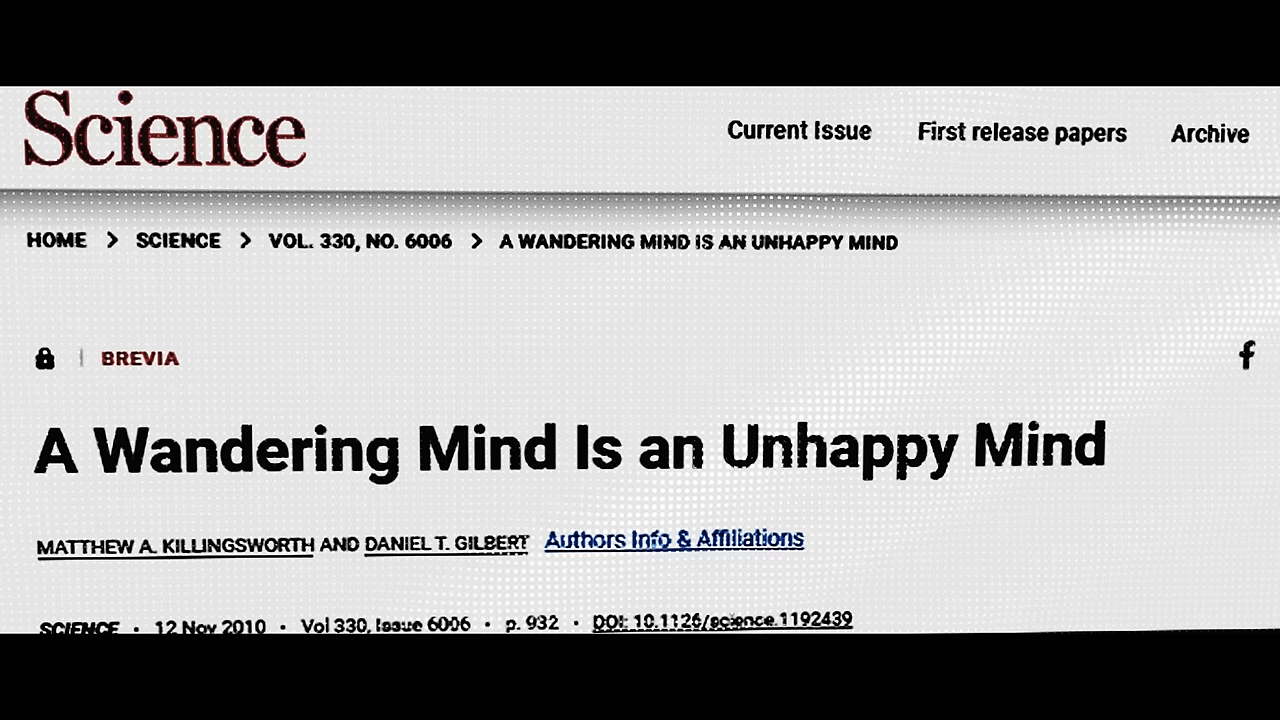 Science
Current Issue First release papers Archive
HOME > SCIENCE > VOL. 330, NO. 6006 > A WANDERING MIND IS AN UNHAPPY MIND
BREVIA
A Wandering Mind Is an Unhappy Mind
MATTHEW A. KILLINGSWORTH AND DANIEL T. GILBERT Authors Info & Affiliations
SCIENCE · 12 Nov 2010 · Vol 330, Issue 6006 · p. 932 · DOI: 10.1126/science.1192439